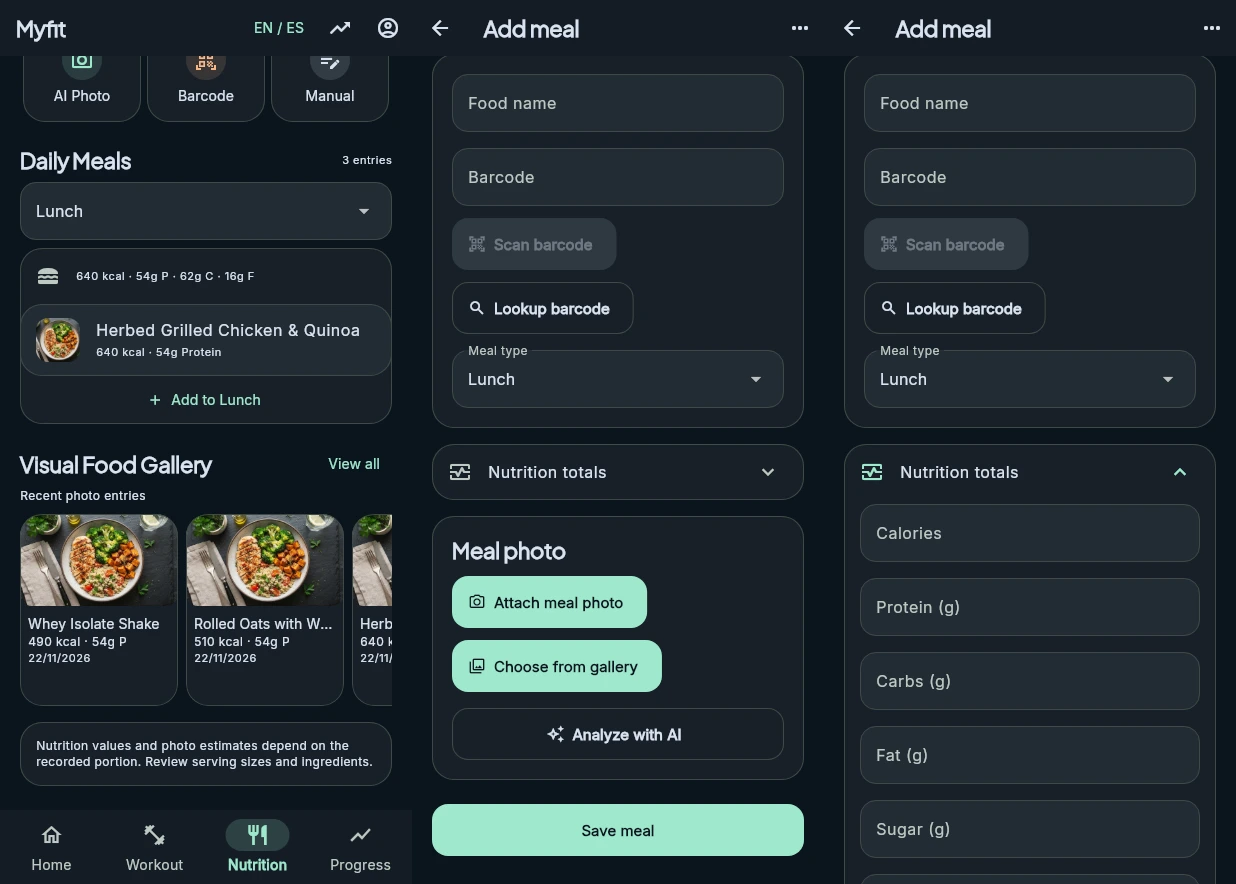 Myfit
EN / ES
AI Photo
Barcode
Manual
Daily Meals
3 entries
Lunch
640 kcal · 54g P · 62g C · 16g F
Herbed Grilled Chicken & Quinoa
640 kcal · 54g Protein
+ Add to Lunch
Visual Food Gallery
View all
Recent photo entries
Whey Isolate Shake
490 kcal · 54g P
22/11/2026
Rolled Oats with W...
510 kcal · 54g P
22/11/2026
Herb
640 k
22/11/
Nutrition values and photo estimates depend on the
recorded portion. Review serving sizes and ingredients.
Home
Workout
Nutrition
Progress
Add meal
Food name
Barcode
Scan barcode
Lookup barcode
Meal type
Lunch
Nutrition totals
Meal photo
Attach meal photo
Choose from gallery
Analyze with AI
Save meal
Add meal
Food name
Barcode
Scan barcode
Lookup barcode
Meal type
Lunch
Nutrition totals
Calories
Protein (g)
Carbs (g)
Fat (g)
Sugar (g)